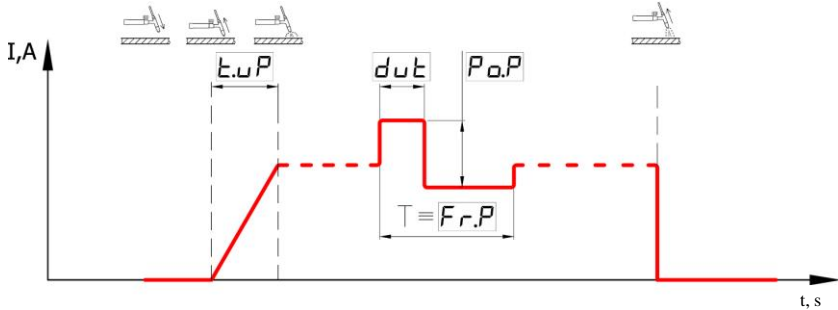 I,A
t.uP
dut
Po.P
T ≡ Fr.P
t, s